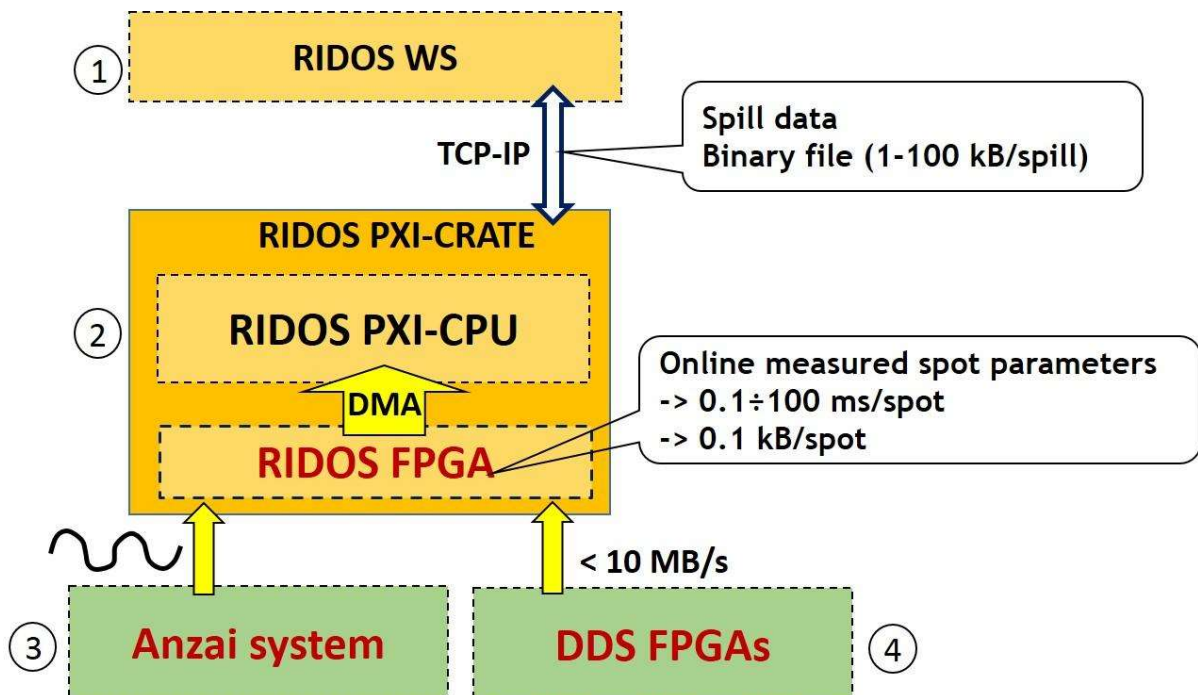 1
RIDOS WS
TCP-IP
Spill data
Binary file (1-100 kB/spill)
RIDOS PXI-CRATE
2
RIDOS PXI-CPU
DMA
RIDOS FPGA
Online measured spot parameters
-> 0.1÷100 ms/spot
-> 0.1 kB/spot
< 10 MB/s
3
Anzai system
DDS FPGAs
4